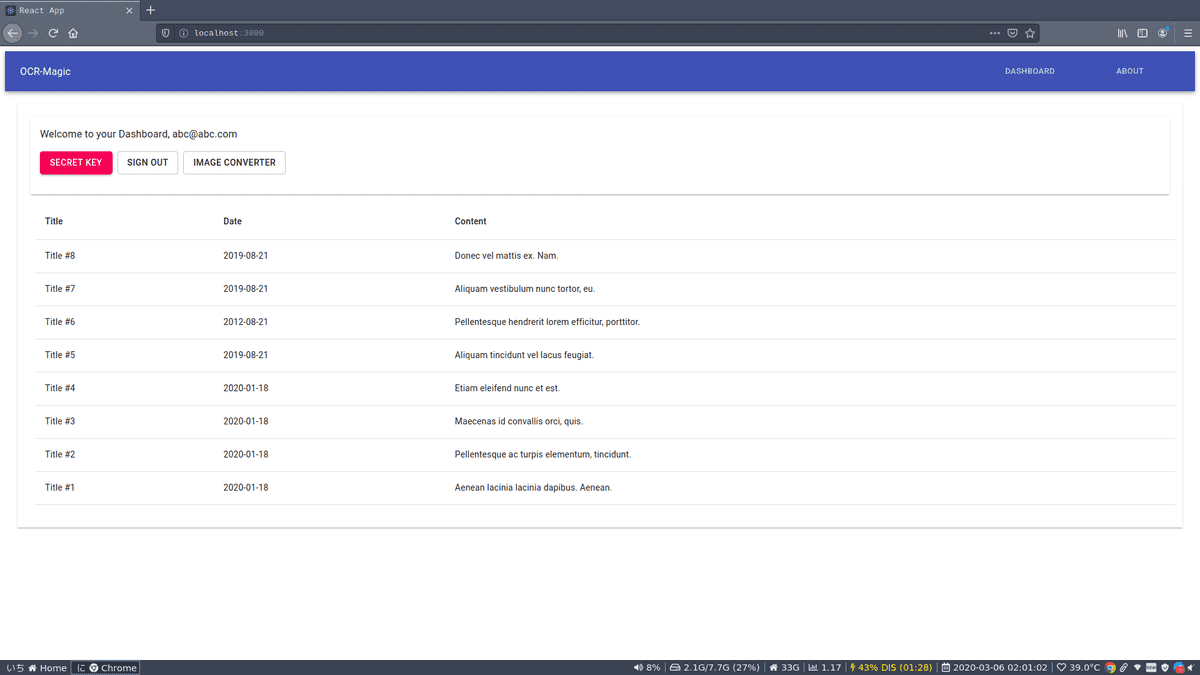 React App
localhost:3000
OCR-Magic DASHBOARD ABOUT
Welcome to your Dashboard, abc@abc.com
SECRET KEY SIGN OUT IMAGE CONVERTER
Title Date Content
Title #8 2019-08-21 Donec vel mattis ex. Nam.
Title #7 2019-08-21 Aliquam vestibulum nunc tortor, eu.
Title #6 2012-08-21 Pellentesque hendrerit lorem efficitur, porttitor.
Title #5 2019-08-21 Aliquam tincidunt vel lacus feugiat.
Title #4 2020-01-18 Etiam eleifend nunc et est.
Title #3 2020-01-18 Maecenas id convallis orci, quis.
Title #2 2020-01-18 Pellentesque ac turpis elementum, tincidunt.
Title #1 2020-01-18 Aenean lacinia lacinia dapibus. Aenean.
いち Home に Chrome 8% 2.1G/7.7G (27%) 33G 1.17 43% DIS (01:28) 2020-03-06 02:01:02 39.0°C